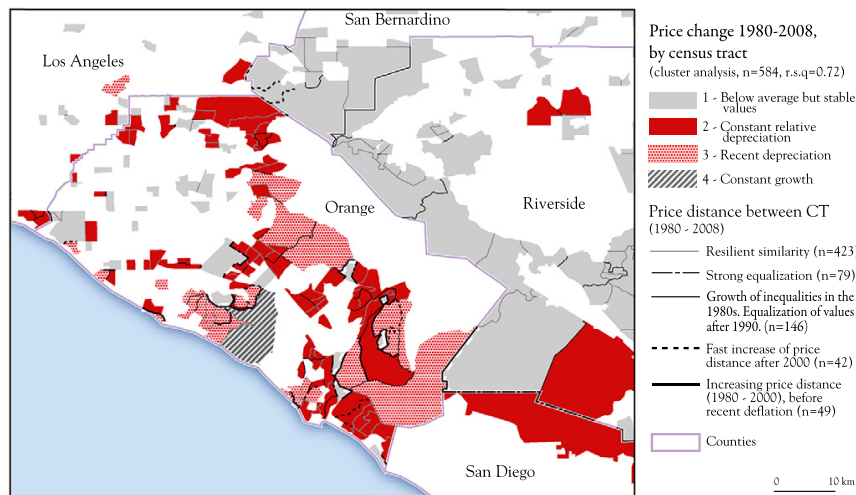 San Bernardino
Los Angeles
Orange
Riverside
San Diego
Price change 1980-2008,
by census tract
(cluster analysis, n=584, r.s.q=0.72)
1 - Below average but stable
values
2 - Constant relative
depreciation
3 - Recent depreciation
4 - Constant growth
Price distance between CT
(1980 - 2008)
Resilient similarity (n=423)
Strong equalization (n=79)
Growth of inequalities in the
1980s. Equalization of values
after 1990. (n=146)
Fast increase of price
distance after 2000 (n=42)
Increasing price distance
(1980 - 2000), before
recent deflation (n=49)
Counties
0 10 km